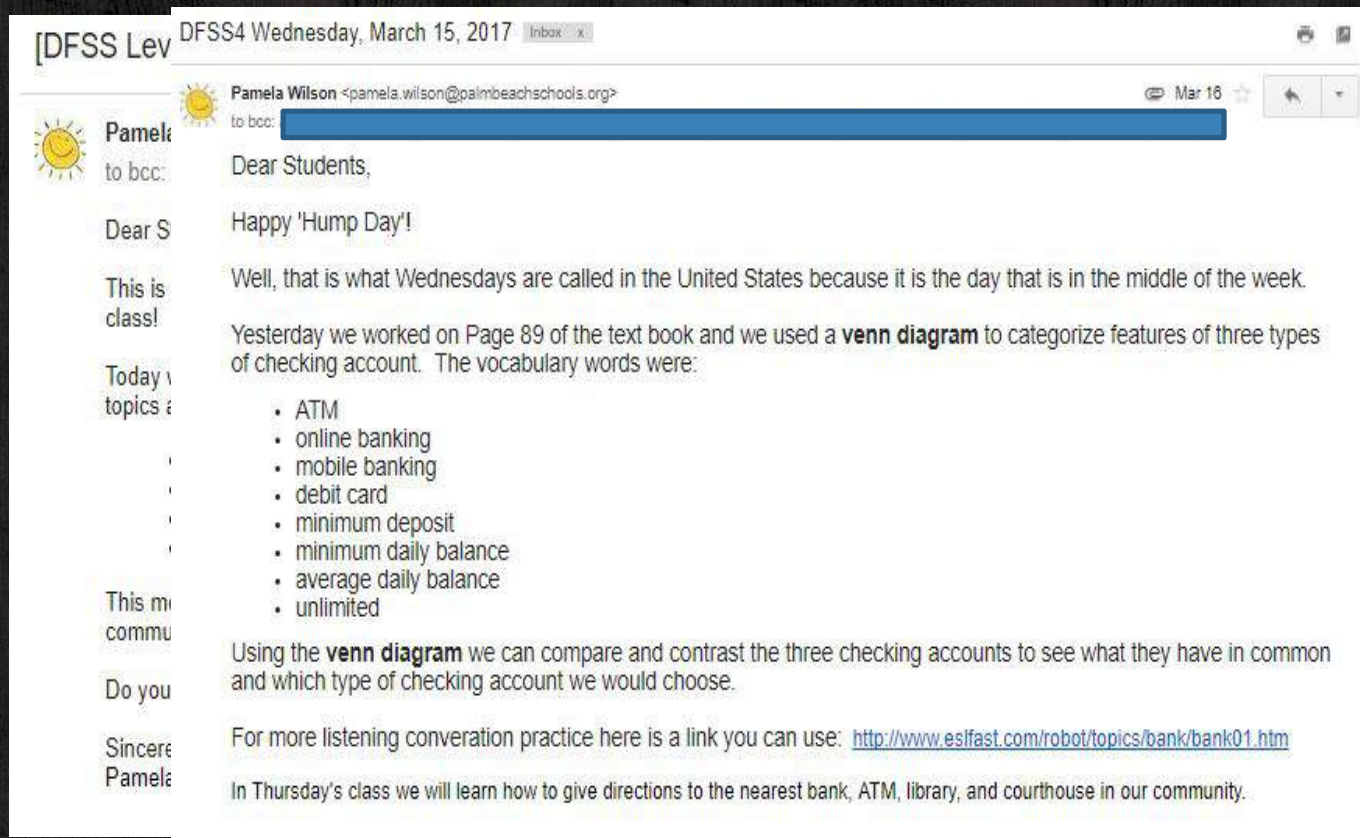 [DFSS Lev
Pamela
to bcc:
Dear S
This is
class!
Today
topics
This m
commu
Do you
Sincere
Pamela
DFSS4 Wednesday, March 15, 2017 Inbox x
Pamela Wilson <pamela.wilson@palmbeachschools.org> Mar 16
to bcc:
Dear Students,
Happy 'Hump Day'!
Well, that is what Wednesdays are called in the United States because it is the day that is in the middle of the week.
Yesterday we worked on Page 89 of the text book and we used a venn diagram to categorize features of three types
of checking account. The vocabulary words were:
• ATM
• online banking
• mobile banking
• debit card
• minimum deposit
• minimum daily balance
• average daily balance
• unlimited
Using the venn diagram we can compare and contrast the three checking accounts to see what they have in common
and which type of checking account we would choose.
For more listening converation practice here is a link you can use: http://www.eslfast.com/robot/topics/bank/bank01.htm
In Thursday's class we will learn how to give directions to the nearest bank, ATM, library, and courthouse in our community.